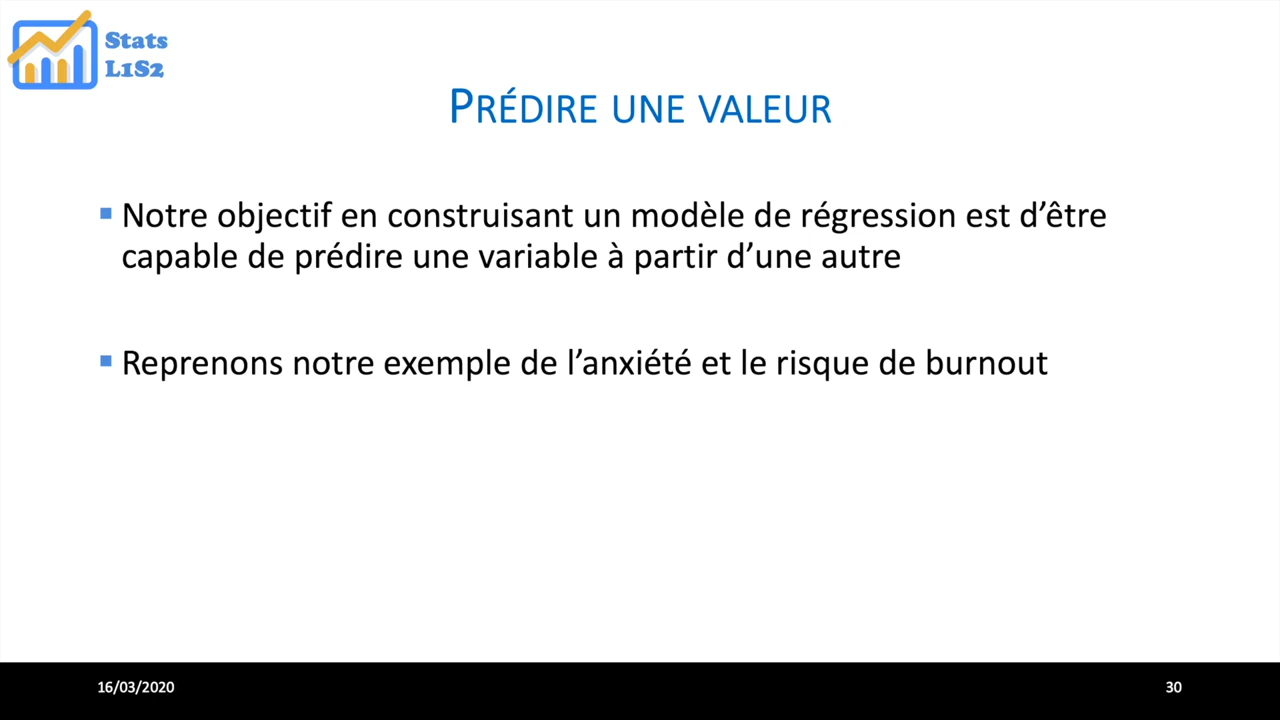 Stats
L1S2
PRÉDIRE UNE VALEUR
Notre objectif en construisant un modèle de régression est d’être
capable de prédire une variable à partir d’une autre
Reprenons notre exemple de l’anxiété et le risque de burnout
16/03/2020
30